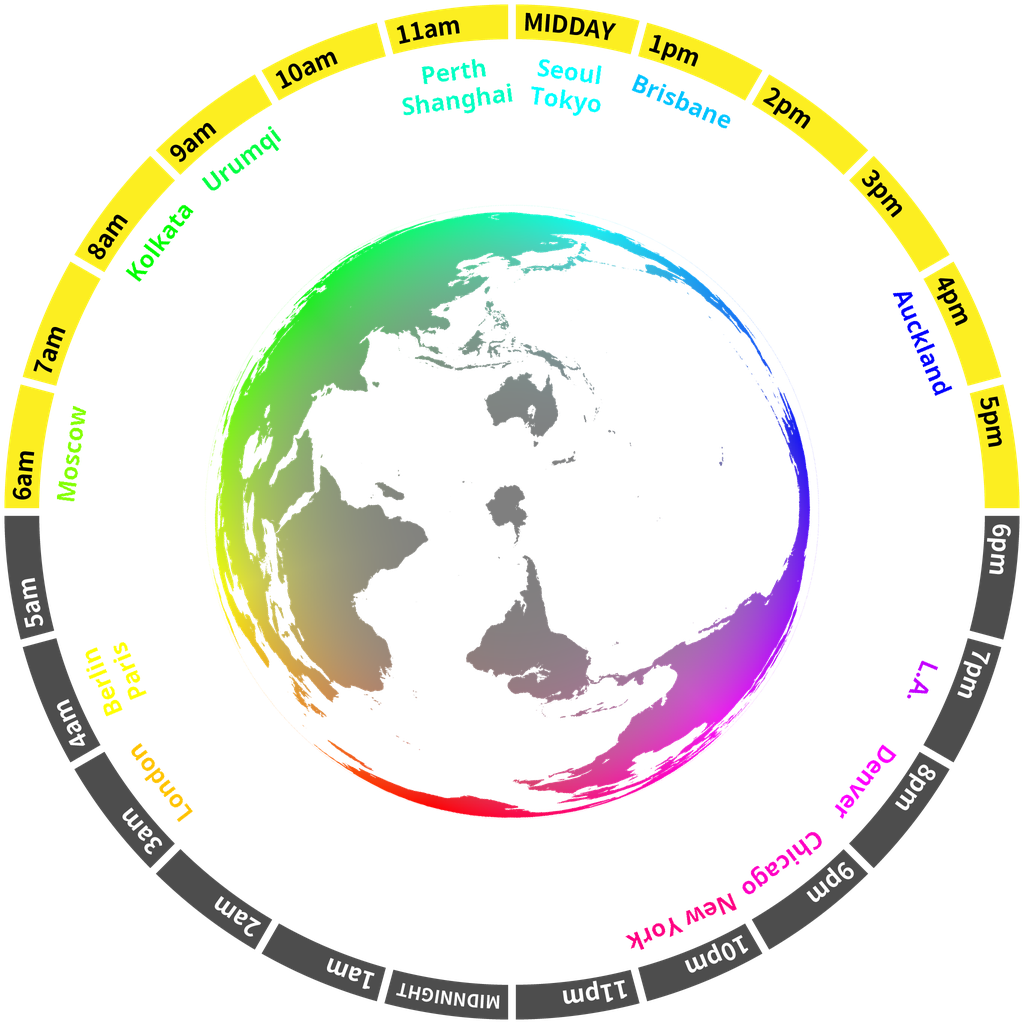 MIDDAY
1pm
2pm
3pm
4pm
5pm
6pm
7pm
8pm
9pm
10pm
11pm
MIDNNIGHT
1am
2am
3am
4am
5am
6am
7am
8am
9am
10am
11am
Perth
Shanghai
Seoul
Tokyo
Brisbane
Auckland
L.A.
Denver
Chicago
New York
London
Berlin
Paris
Moscow
Kolkata
Urumqi